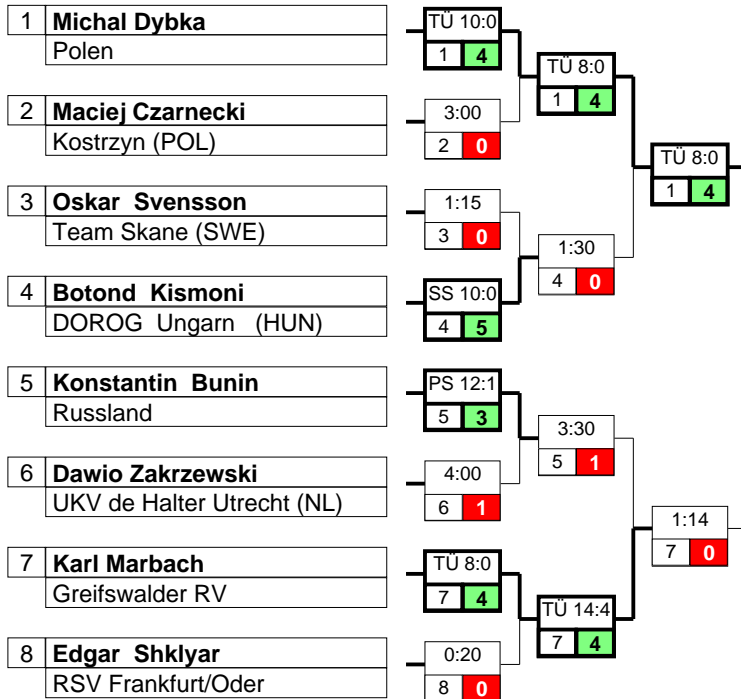 1 Michal Dybka
Polen
2 Maciej Czarnecki
Kostrzyn (POL)
3 Oskar Svensson
Team Skane (SWE)
4 Botond Kismoni
DOROG Ungarn (HUN)
5 Konstantin Bunin
Russland
6 Dawio Zakrzewski
UKV de Halter Utrecht (NL)
7 Karl Marbach
Greifswalder RV
8 Edgar Shklyar
RSV Frankfurt/Oder
TÜ 10:0
1 4
3:00
2 0
1:15
3 0
SS 10:0
4 5
PS 12:1
5 3
4:00
6 1
TÜ 8:0
7 4
0:20
8 0
TÜ 8:0
1 4
1:30
4 0
3:30
5 1
TÜ 14:4
7 4
TÜ 8:0
1 4
1:14
7 0